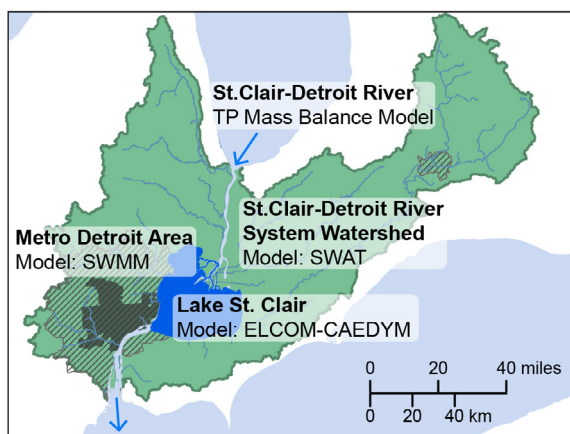 St.Clair-Detroit River
TP Mass Balance Model
St.Clair-Detroit River
System Watershed
Model: SWAT
Metro Detroit Area
Model: SWMM
Lake St. Clair
Model: ELCOM-CAEDYM
0 20 40 miles
0 20 40 km